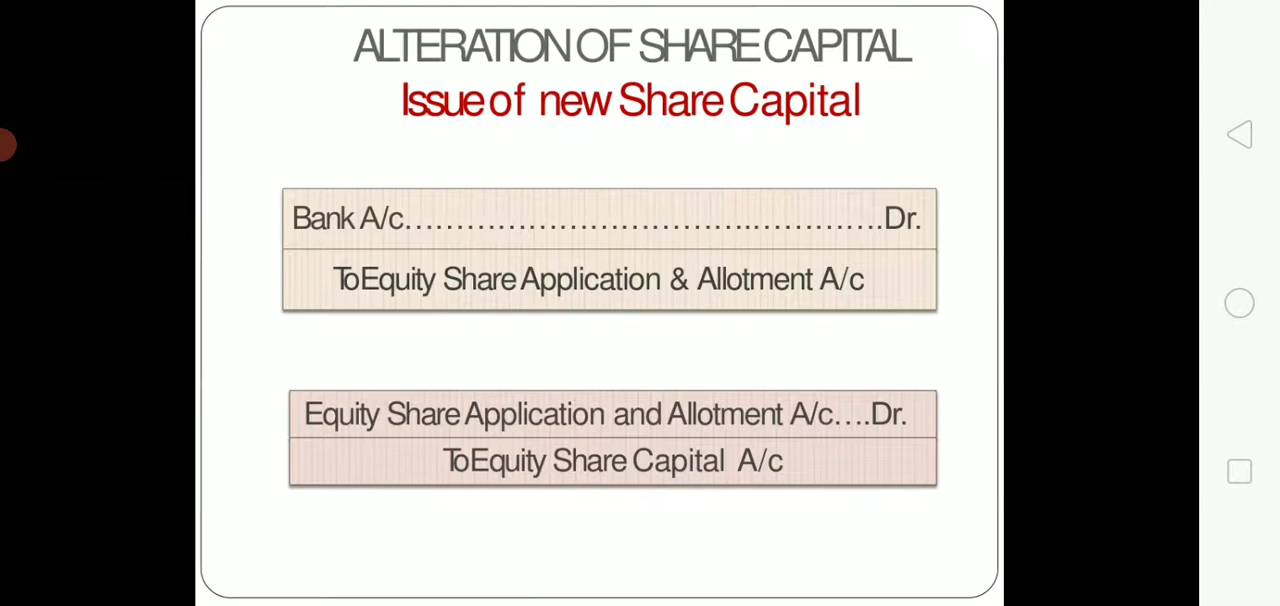 ALTERATION OF SHARE CAPITAL
Issue of new Share Capital
Bank A/c……………………………………………….Dr.
To Equity Share Application & Allotment A/c
Equity Share Application and Allotment A/c….Dr.
To Equity Share Capital A/c